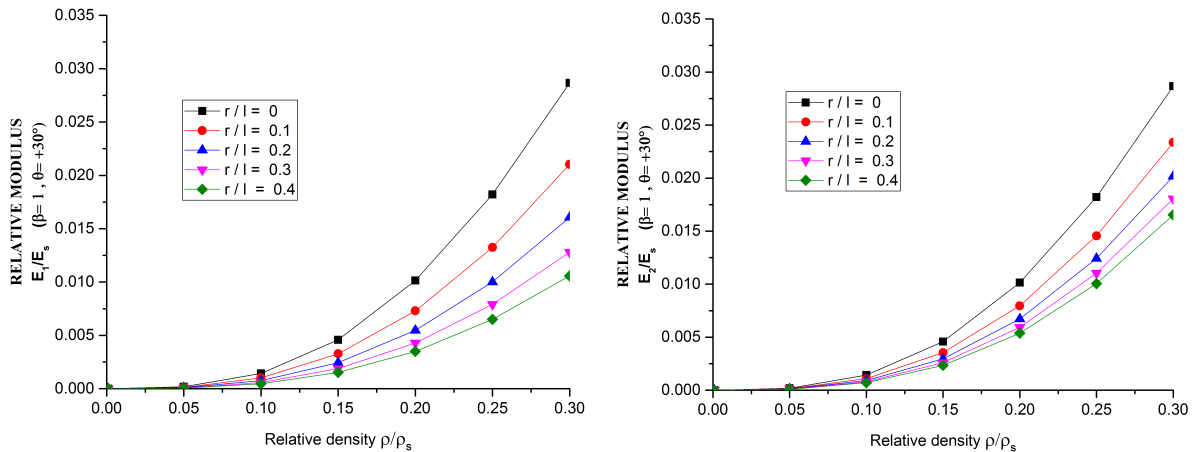 RELATIVE MODULUS
E1/Es (β= 1 , θ= +30°)
0.035
0.030
0.025
0.020
0.015
0.010
0.005
0.000
r / l = 0
r / l = 0.1
r / l = 0.2
r / l = 0.3
r / l = 0.4
0.00 0.05 0.10 0.15 0.20 0.25 0.30
Relative density ρ/ρs
RELATIVE MODULUS
E2/Es (β= 1 , θ= +30°)
0.035
0.030
0.025
0.020
0.015
0.010
0.005
0.000
r / l = 0
r / l = 0.1
r / l = 0.2
r / l = 0.3
r / l = 0.4
0.00 0.05 0.10 0.15 0.20 0.25 0.30
Relative density ρ/ρs